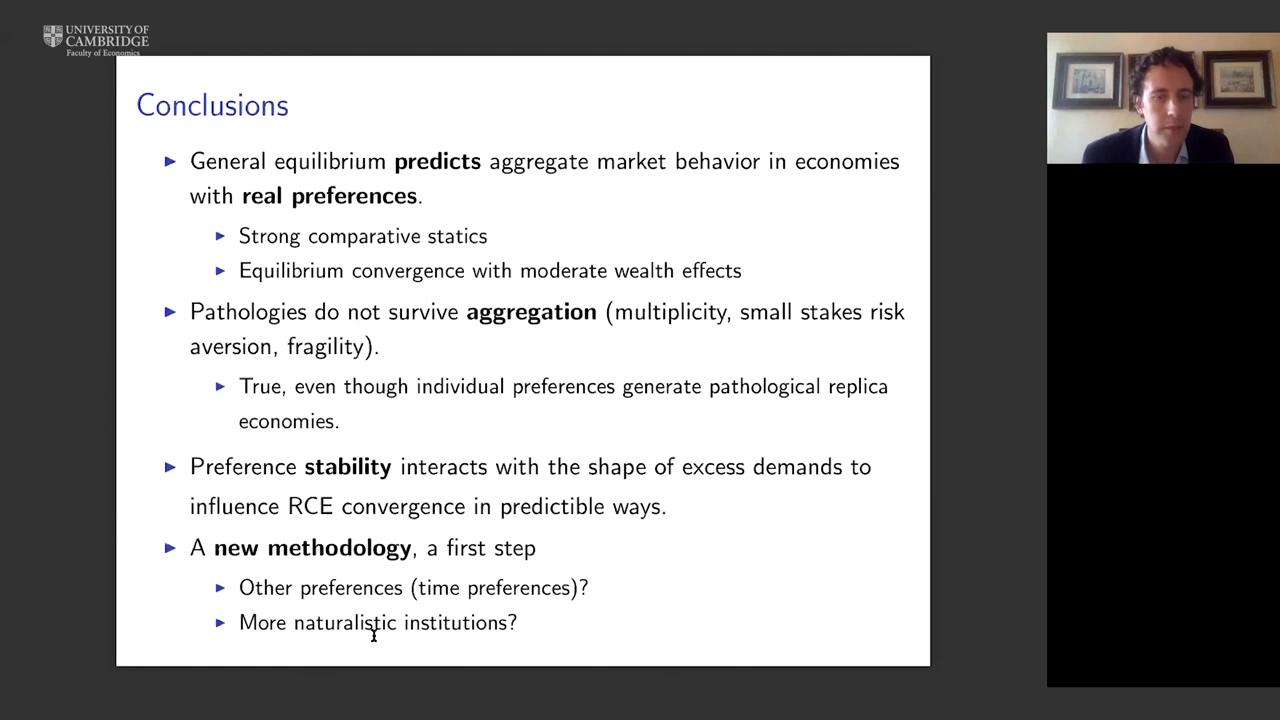 UNIVERSITY OF
CAMBRIDGE
Faculty of Economics
Conclusions
General equilibrium predicts aggregate market behavior in economies
with real preferences.
Strong comparative statics
Equilibrium convergence with moderate wealth effects
Pathologies do not survive aggregation (multiplicity, small stakes risk
aversion, fragility).
True, even though individual preferences generate pathological replica
economies.
Preference stability interacts with the shape of excess demands to
influence RCE convergence in predictible ways.
A new methodology, a first step
Other preferences (time preferences)?
More naturalistic institutions?